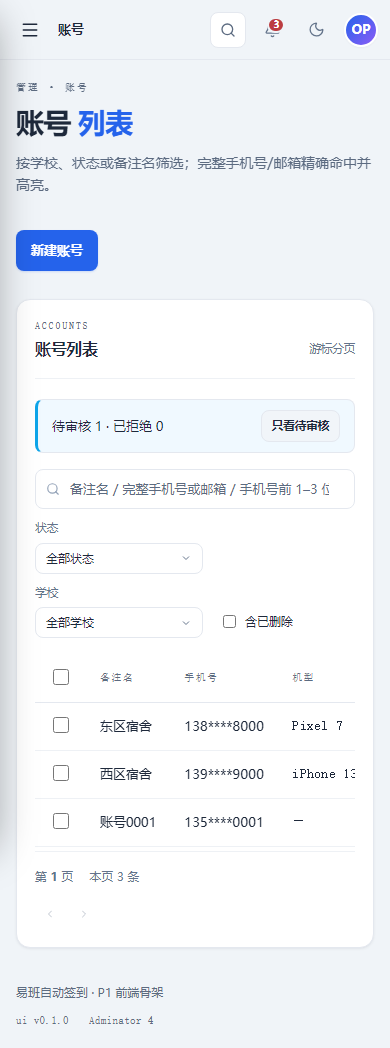 账号
3
OP
管理 · 账号
账号 列表
按学校、状态或备注名筛选；完整手机号/邮箱精确命中并
高亮。
新建账号
ACCOUNTS
账号列表
游标分页
待审核 1 · 已拒绝 0
只看待审核
备注名 / 完整手机号或邮箱 / 手机号前 1–3 位
状态
全部状态
学校
全部学校
含已删除
备注名 手机号 机型
东区宿舍 138****8000 Pixel 7
西区宿舍 139****9000 iPhone 13
账号0001 135****0001 —
第 1 页 本页 3 条
易班自动签到 · P1 前端骨架
ui v0.1.0 Adminator 4